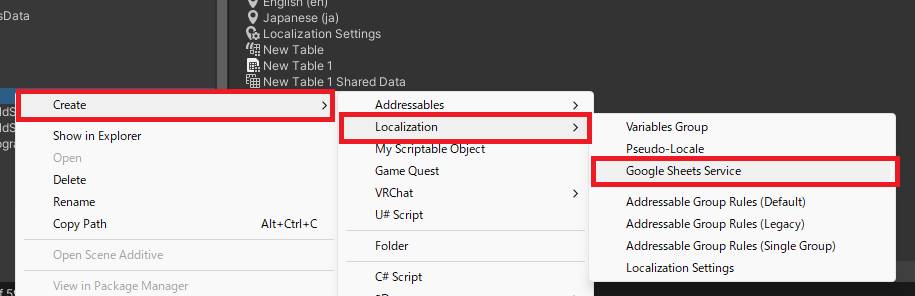 English (en)
sData
Japanese (ja)
Localization Settings
New Table
New Table 1
New Table 1 Shared Data
Create
Show in Explorer
Open
Delete
Rename
Copy Path Alt+Ctrl+C
Open Scene Additive
View in Package Manager
Addressables
Localization
My Scriptable Object
Game Quest
VRChat
U# Script
Folder
C# Script
Variables Group
Pseudo-Locale
Google Sheets Service
Addressable Group Rules (Default)
Addressable Group Rules (Legacy)
Addressable Group Rules (Single Group)
Localization Settings